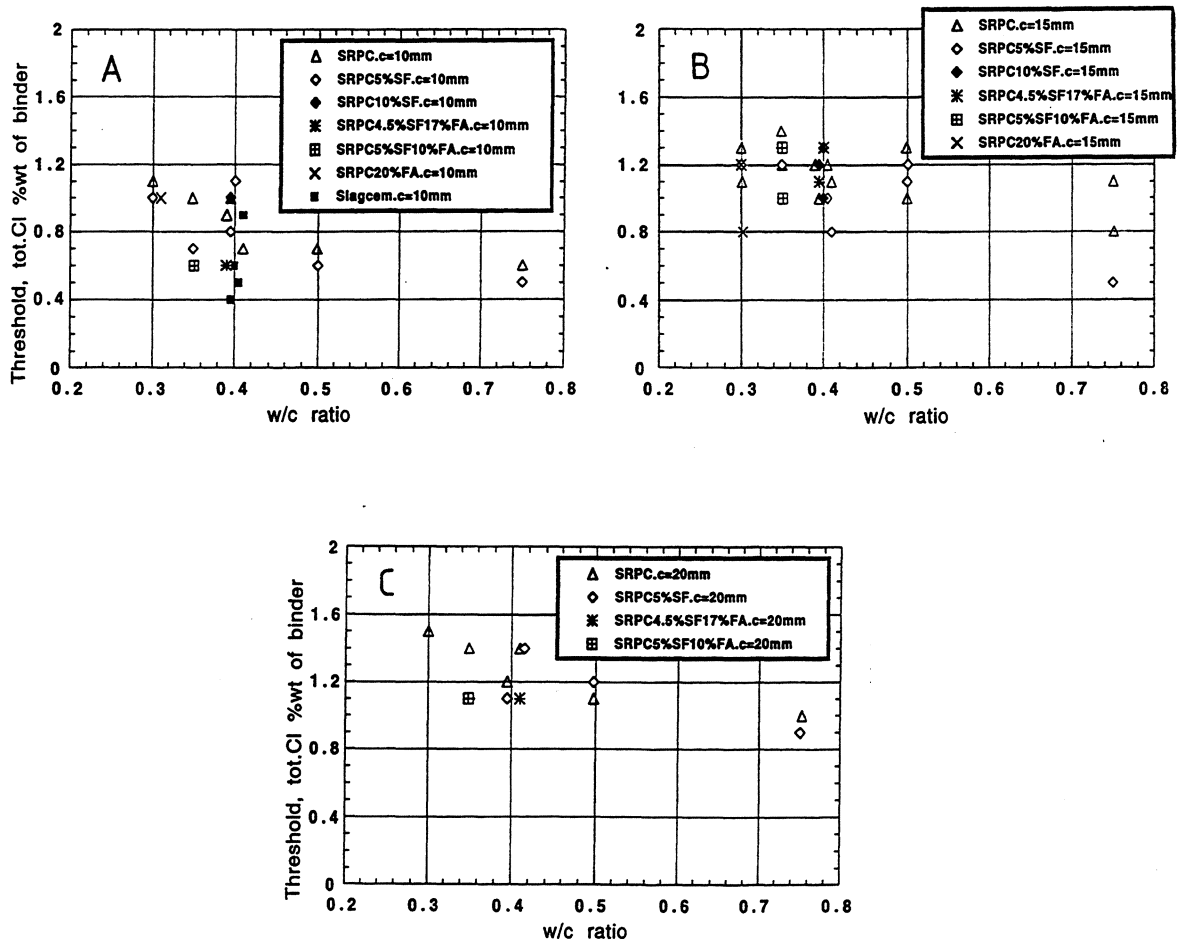 A
2
1.6
1.2
0.8
0.4
0
Threshold, tot.Cl %wt of binder
SRPC.c=10mm
SRPC5%SF.c=10mm
SRPC10%SF.c=10mm
SRPC4.5%SF17%FA.c=10mm
SRPC5%SF10%FA.c=10mm
SRPC20%FA.c=10mm
Slagcem.c=10mm
0.2 0.3 0.4 0.5 0.6 0.7 0.8
w/c ratio
B
2
1.6
1.2
0.8
0.4
0
SRPC.c=15mm
SRPC5%SF.c=15mm
SRPC10%SF.c=15mm
SRPC4.5%SF17%FA.c=15mm
SRPC5%SF10%FA.c=15mm
SRPC20%FA.c=15mm
0.2 0.3 0.4 0.5 0.6 0.7 0.8
w/c ratio
C
2
1.6
1.2
0.8
0.4
0
Threshold, tot.Cl %wt of binder
SRPC.c=20mm
SRPC5%SF.c=20mm
SRPC4.5%SF17%FA.c=20mm
SRPC5%SF10%FA.c=20mm
0.2 0.3 0.4 0.5 0.6 0.7 0.8
w/c ratio